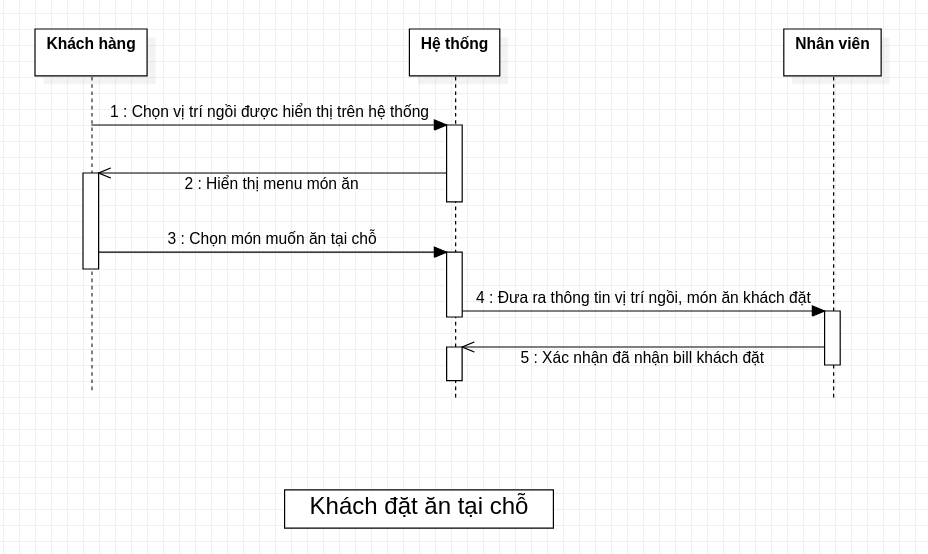 Khách hàng
Hệ thống
Nhân viên
1 : Chọn vị trí ngồi được hiển thị trên hệ thống
2 : Hiển thị menu món ăn
3 : Chọn món muốn ăn tại chỗ
4 : Đưa ra thông tin vị trí ngồi, món ăn khách đặt
5 : Xác nhận đã nhận bill khách đặt
Khách đặt ăn tại chỗ